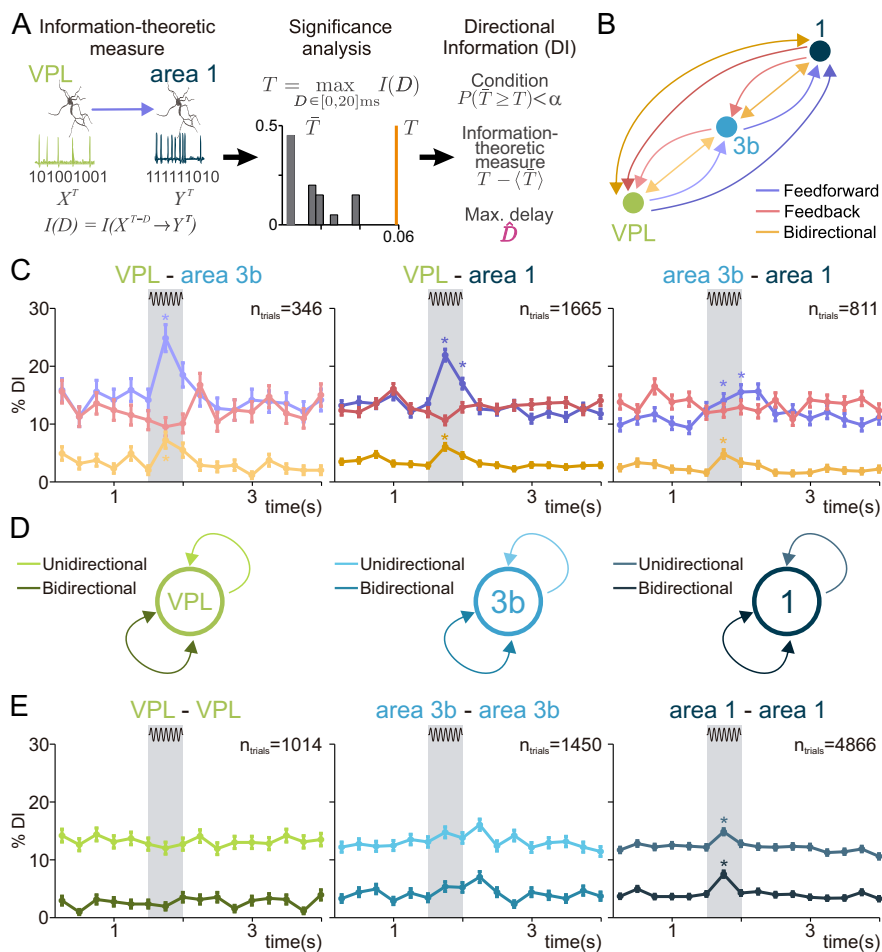 A
Information-theoretic
measure
VPL
area 1
101001001
1111111010
X^T
Y^T
I(D) = I(X^{T-D} → Y^T)
Significance
analysis
T = max I(D)
D∈[0,20]ms
0.5
T̄
T
0
0.06
Directional
Information (DI)
Condition
P(T̄ ≥ T) < α
Information-
theoretic
measure
T − ⟨T̄⟩
Max. delay
D̂
B
1
3b
VPL
Feedforward
Feedback
Bidirectional
C
VPL - area 3b
n_trials=346
30
20
10
0
% DI
1
3
time(s)
VPL - area 1
n_trials=1665
1
3
time(s)
area 3b - area 1
n_trials=811
1
3
time(s)
D
Unidirectional
Bidirectional
VPL
Unidirectional
Bidirectional
3b
Unidirectional
Bidirectional
1
E
VPL - VPL
n_trials=1014
30
20
10
0
% DI
1
3
time(s)
area 3b - area 3b
n_trials=1450
1
3
time(s)
area 1 - area 1
n_trials=4866
1
3
time(s)